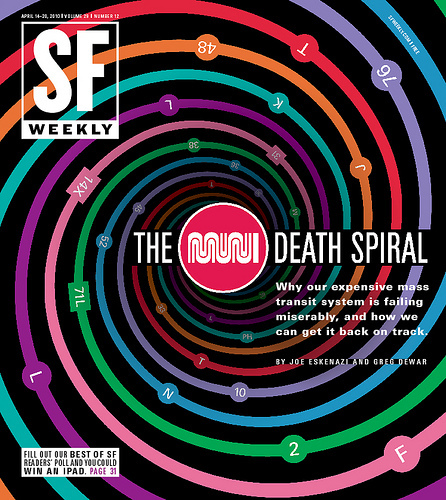 APRIL 14–20, 2010 | VOLUME 29 | NUMBER 12
SFWEEKLY.COM | FREE
SF
WEEKLY
48
T
76
L
K
J
38
31
14X
52
71L
THE MUNI DEATH SPIRAL
Why our expensive mass
transit system is failing
miserably, and how we
can get it back on track.
BY JOE ESKENAZI AND GREG DEWAR
PH
T
L
10
N
2
F
FILL OUT OUR BEST OF SF
READERS' POLL AND YOU COULD
WIN AN IPAD. PAGE 31